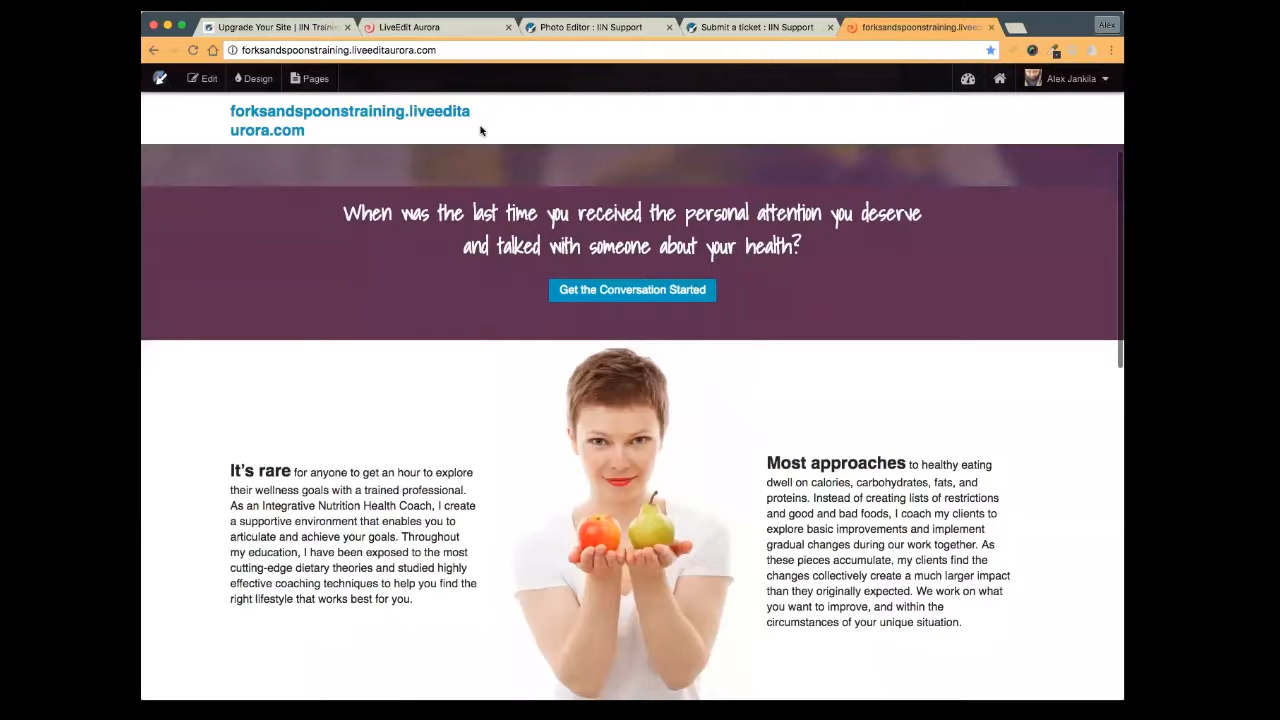 Upgrade Your Site | IIN Trainin
LiveEdit Aurora
Photo Editor : IIN Support
Submit a ticket : IIN Support
forksandspoonstraining.livee
Alex
forksandspoonstraining.liveeditaurora.com
Edit
Design
Pages
Alex Jankila
forksandspoonstraining.liveedita
urora.com
When was the last time you received the personal attention you deserve
and talked with someone about your health?
Get the Conversation Started
It's rare for anyone to get an hour to explore
their wellness goals with a trained professional.
As an Integrative Nutrition Health Coach, I create
a supportive environment that enables you to
articulate and achieve your goals. Throughout
my education, I have been exposed to the most
cutting-edge dietary theories and studied highly
effective coaching techniques to help you find the
right lifestyle that works best for you.
Most approaches to healthy eating
dwell on calories, carbohydrates, fats, and
proteins. Instead of creating lists of restrictions
and good and bad foods, I coach my clients to
explore basic improvements and implement
gradual changes during our work together. As
these pieces accumulate, my clients find the
changes collectively create a much larger impact
than they originally expected. We work on what
you want to improve, and within the
circumstances of your unique situation.